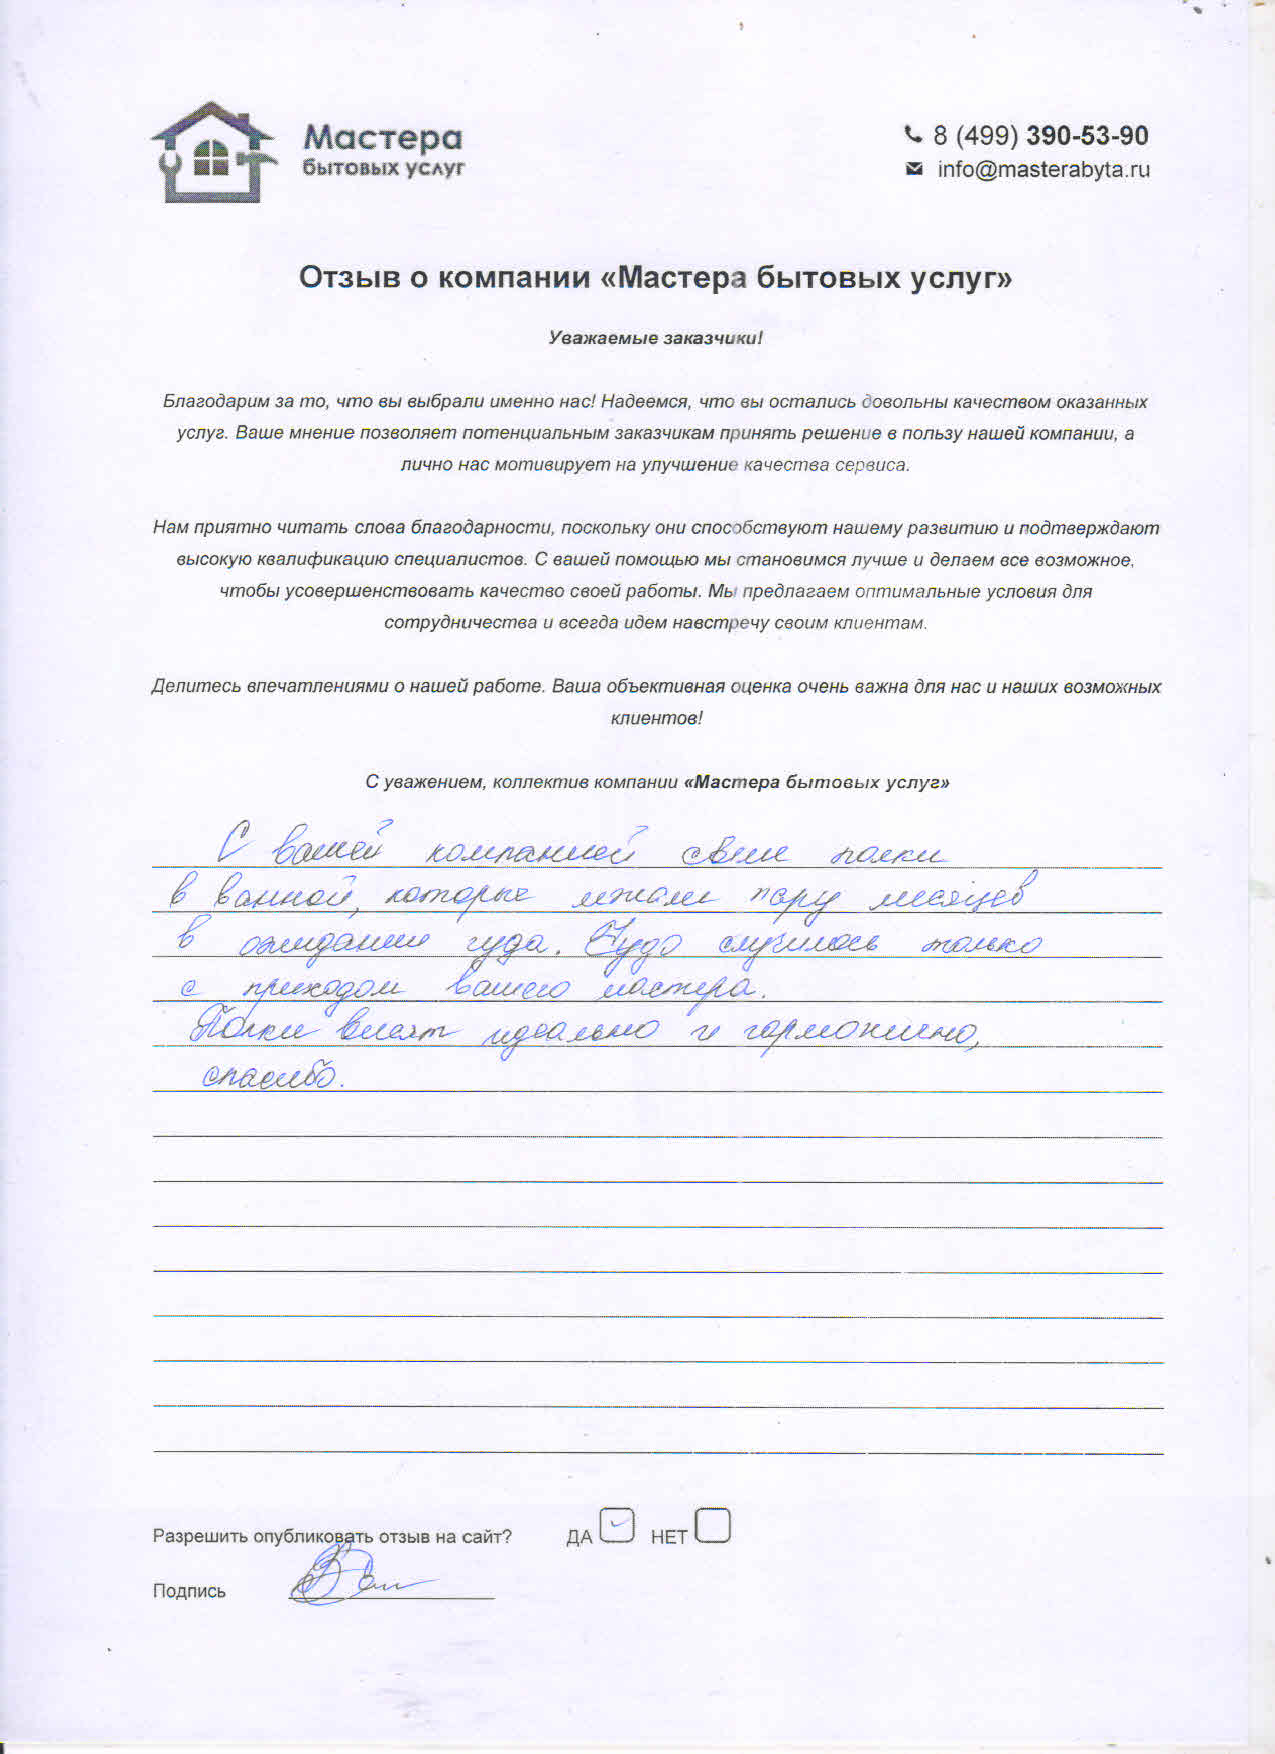 Мастера
бытовых услуг
8 (499) 390-53-90
info@masterabyta.ru
Отзыв о компании «Мастера бытовых услуг»
Уважаемые заказчики!
Благодарим за то, что вы выбрали именно нас! Надеемся, что вы остались довольны качеством оказанных
услуг. Ваше мнение позволяет потенциальным заказчикам принять решение в пользу нашей компании, а
лично нас мотивирует на улучшение качества сервиса.
Нам приятно читать слова благодарности, поскольку они способствуют нашему развитию и подтверждают
высокую квалификацию специалистов. С вашей помощью мы становимся лучше и делаем все возможное,
чтобы усовершенствовать качество своей работы. Мы предлагаем оптимальные условия для
сотрудничества и всегда идем навстречу своим клиентам.
Делитесь впечатлениями о нашей работе. Ваша объективная оценка очень важна для нас и наших возможных
клиентов!
С уважением, коллектив компании «Мастера бытовых услуг»
С вашей компанией полки
в ванной, которые лежали пару месяцев
в ожидании чуда. Чудо случилось только
с приходом вашего мастера.
Полки висят идеально и гармонично,
спасибо.
Разрешить опубликовать отзыв на сайт? ДА НЕТ
Подпись